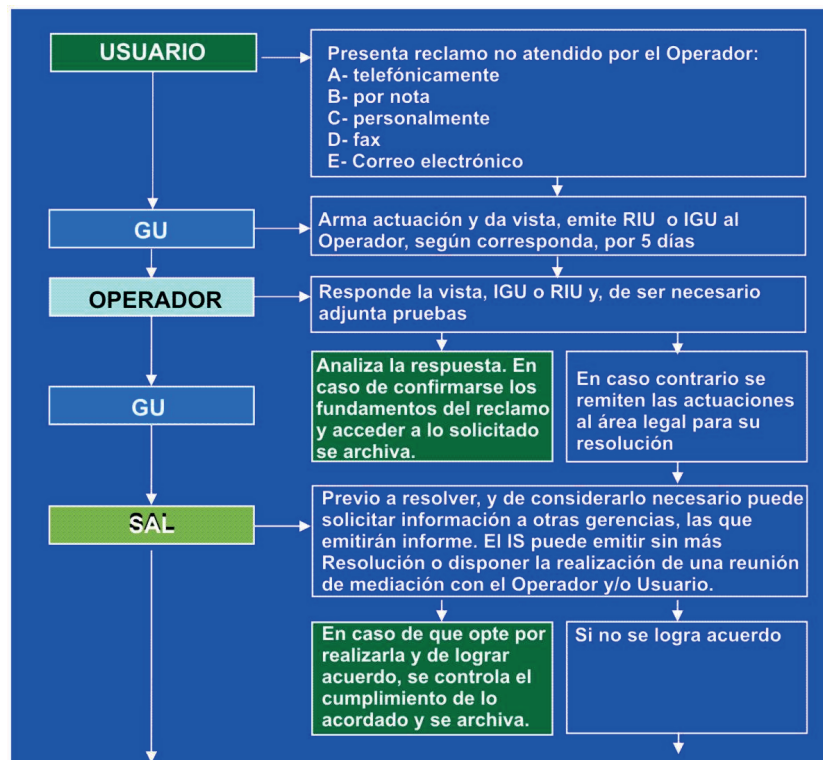 USUARIO
Presenta reclamo no atendido por el Operador:
A- telefónicamente
B- por nota
C- personalmente
D- fax
E- Correo electrónico
GU
Arma actuación y da vista, emite RIU o IGU al
Operador, según corresponda, por 5 días
OPERADOR
Responde la vista, IGU o RIU y, de ser necesario
adjunta pruebas
GU
Analiza la respuesta. En
caso de confirmarse los
fundamentos del reclamo
y acceder a lo solicitado
se archiva.
En caso contrario se
remiten las actuaciones
al área legal para su
resolución
SAL
Previo a resolver, y de considerarlo necesario puede
solicitar información a otras gerencias, las que
emitirán informe. El IS puede emitir sin más
Resolución o disponer la realización de una reunión
de mediación con el Operador y/o Usuario.
En caso de que opte por
realizarla y de lograr
acuerdo, se controla el
cumplimiento de lo
acordado y se archiva.
Si no se logra acuerdo